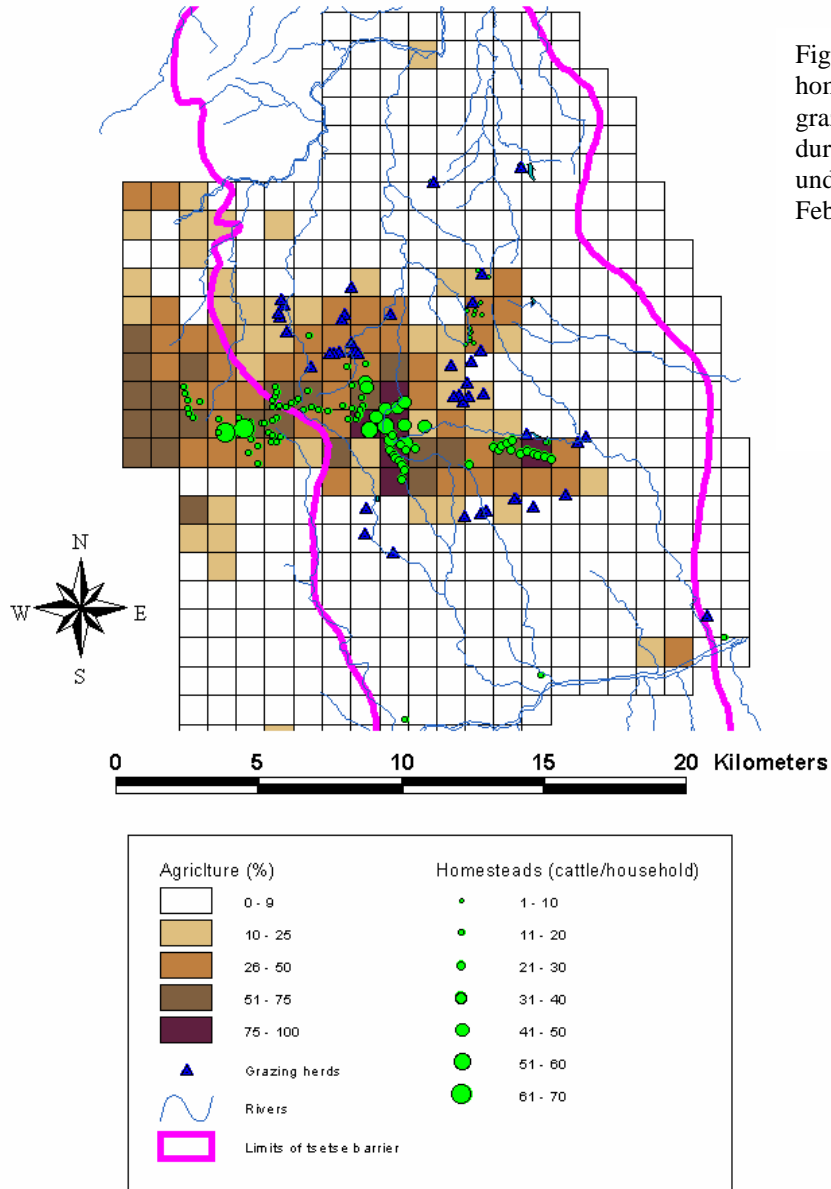 Fig
hom
graz
duri
und
Feb
N
W E
S
0 5 10 15 20 Kilometers
Agriclture (%)
0 - 9
10 - 25
26 - 50
51 - 75
75 - 100
Grazing herds
Rivers
Limits of tsetse barrier
Homesteads (cattle/household)
1 - 10
11 - 20
21 - 30
31 - 40
41 - 50
51 - 60
61 - 70